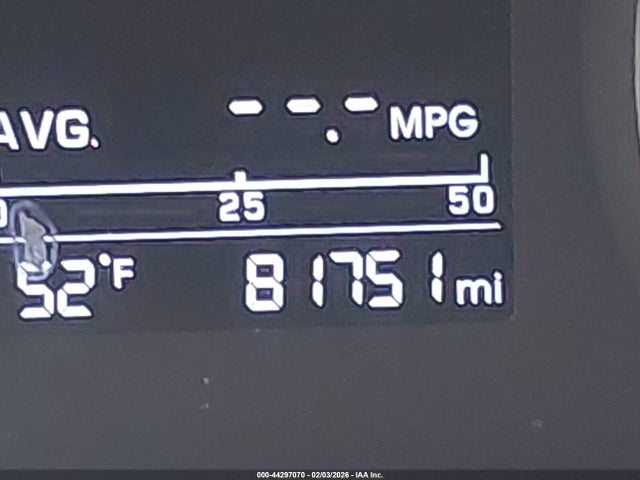 AVG. --.- MPG
25 50
52°F 81751 mi
000-44297070 - 02/03/2026 - IAA Inc.